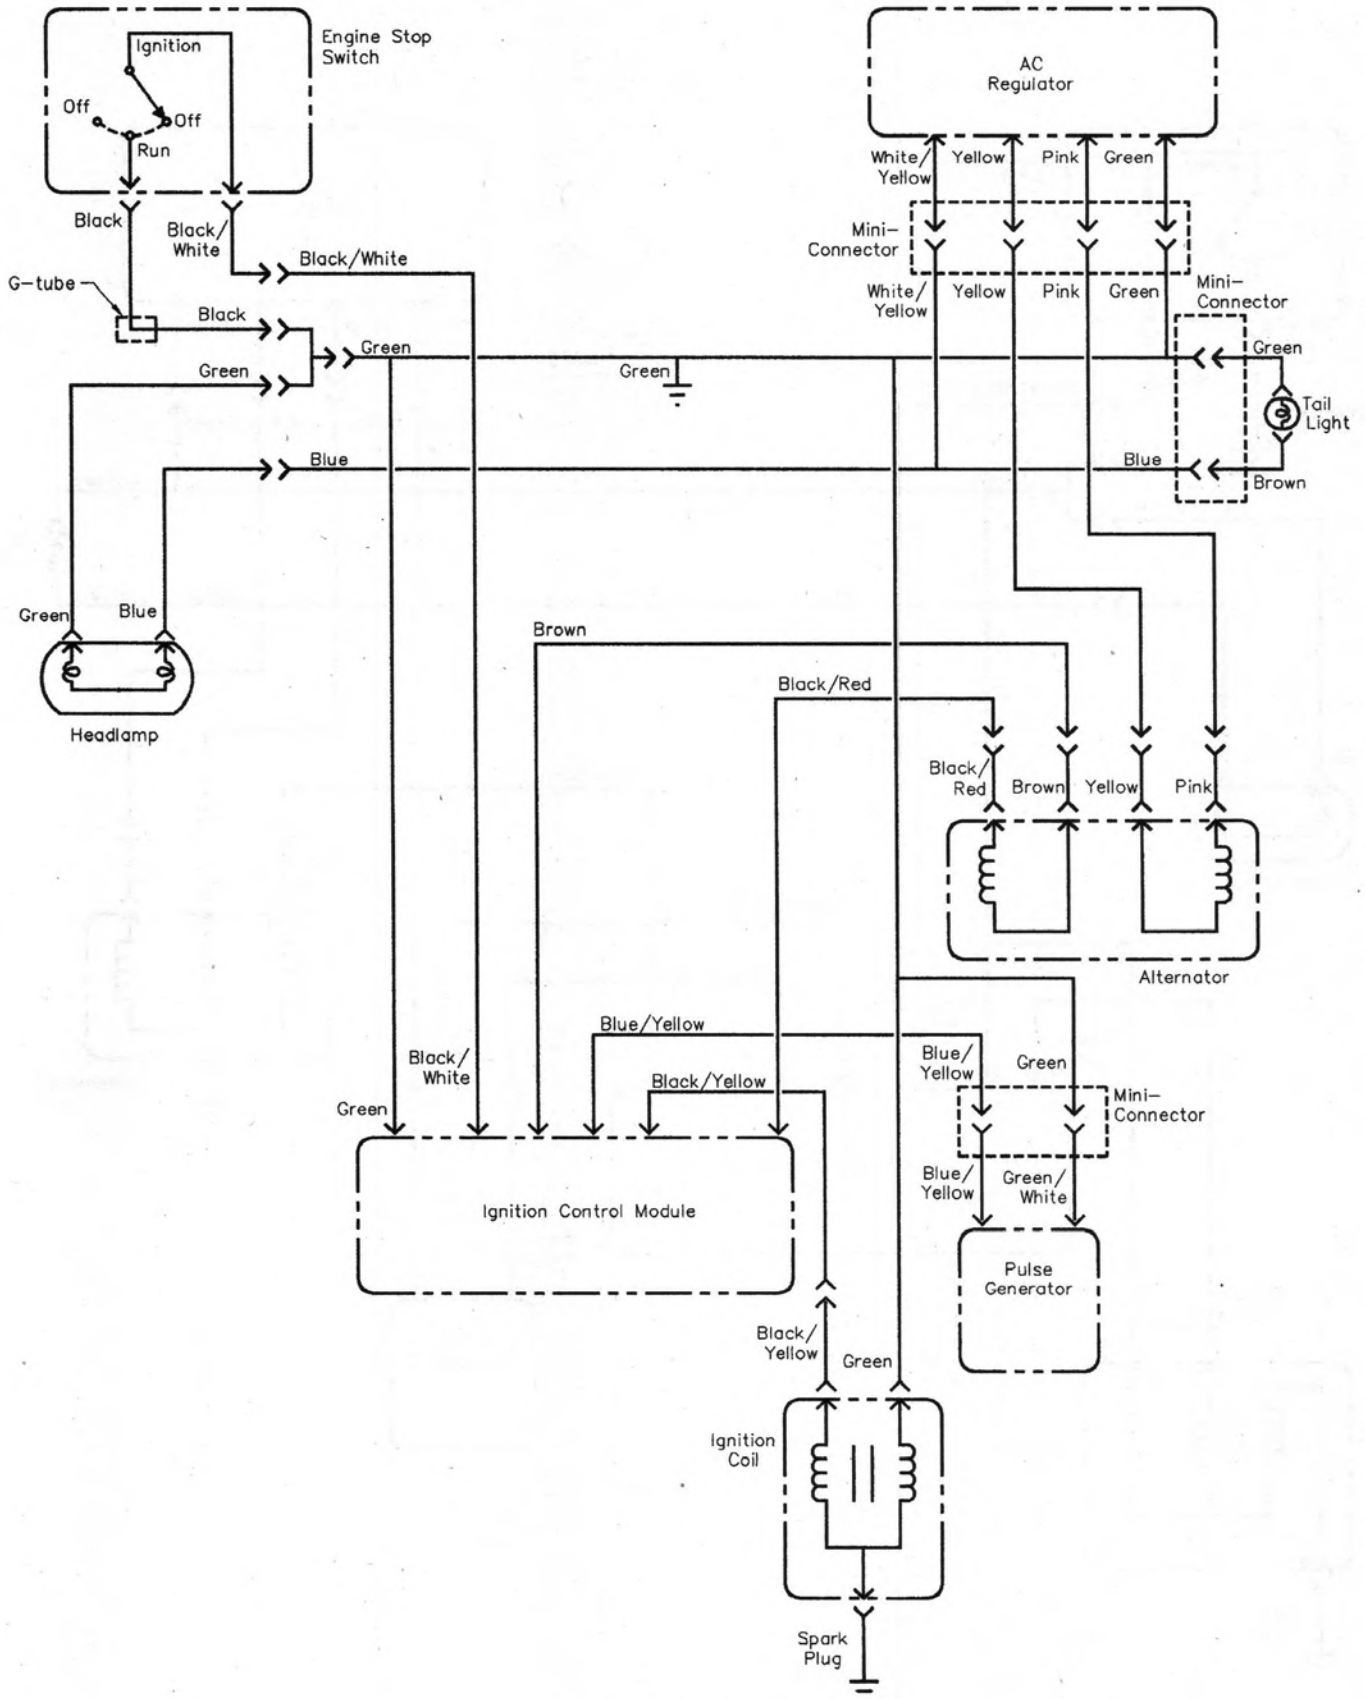 Ignition
Engine Stop
Switch
Off
Off
Run
AC
Regulator
White/
Yellow
Yellow
Pink
Green
Black
Black/
White
Black/White
Mini-
Connector
G-tube
Black
White/
Yellow
Yellow
Pink
Green
Mini-
Connector
Green
Green
Green
Green
Tail
Light
Blue
Blue
Brown
Green
Blue
Headlamp
Brown
Black/Red
Black/
Red
Brown
Yellow
Pink
Alternator
Blue/Yellow
Black/
White
Black/Yellow
Blue/
Yellow
Green
Green
Mini-
Connector
Blue/
Yellow
Green/
White
Ignition Control Module
Pulse
Generator
Black/
Yellow
Green
Ignition
Coil
Spark
Plug